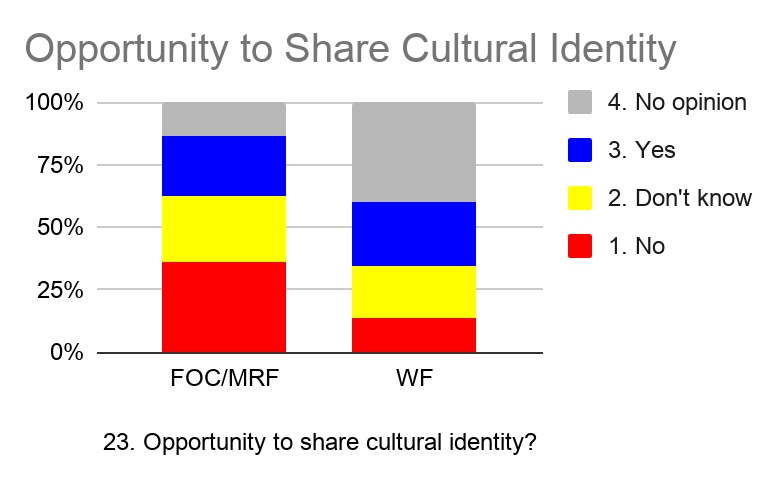 Opportunity to Share Cultural Identity
100%
75%
50%
25%
0%
FOC/MRF
WF
4. No opinion
3. Yes
2. Don't know
1. No
23. Opportunity to share cultural identity?